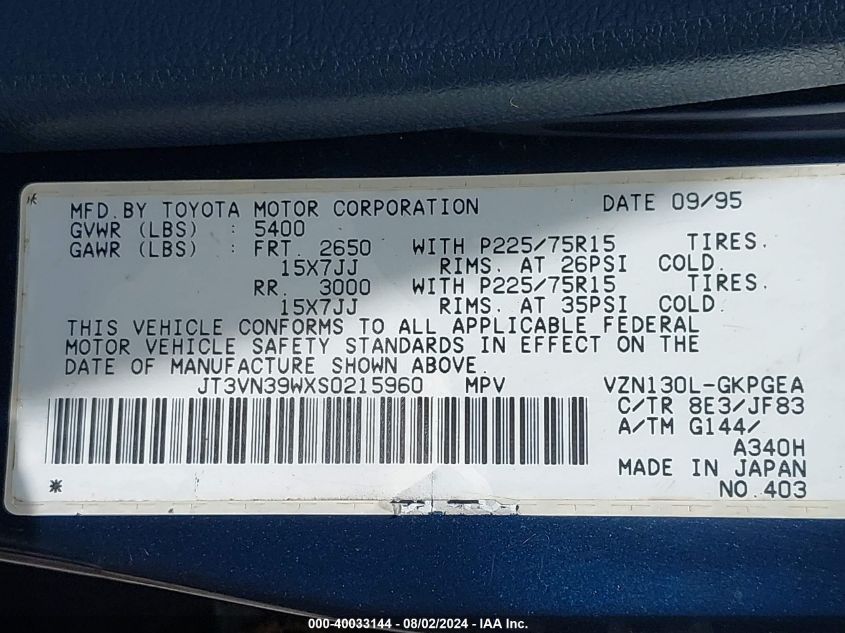 MFD. BY TOYOTA MOTOR CORPORATION DATE 09/95
GVWR (LBS) : 5400
GAWR (LBS) : FRT. 2650 WITH P225/75R15 TIRES.
15X7JJ RIMS. AT 26PSI COLD.
RR. 3000 WITH P225/75R15 TIRES.
15X7JJ RIMS. AT 35PSI COLD.
THIS VEHICLE CONFORMS TO ALL APPLICABLE FEDERAL
MOTOR VEHICLE SAFETY STANDARDS IN EFFECT ON THE
DATE OF MANUFACTURE SHOWN ABOVE.
JT3VN39WXS0215960 MPV VZN130L-GKPGEA
C/TR 8E3/JF83
A/TM G144/
A340H
MADE IN JAPAN
* NO.403
000-40033144 - 08/02/2024 - IAA Inc.